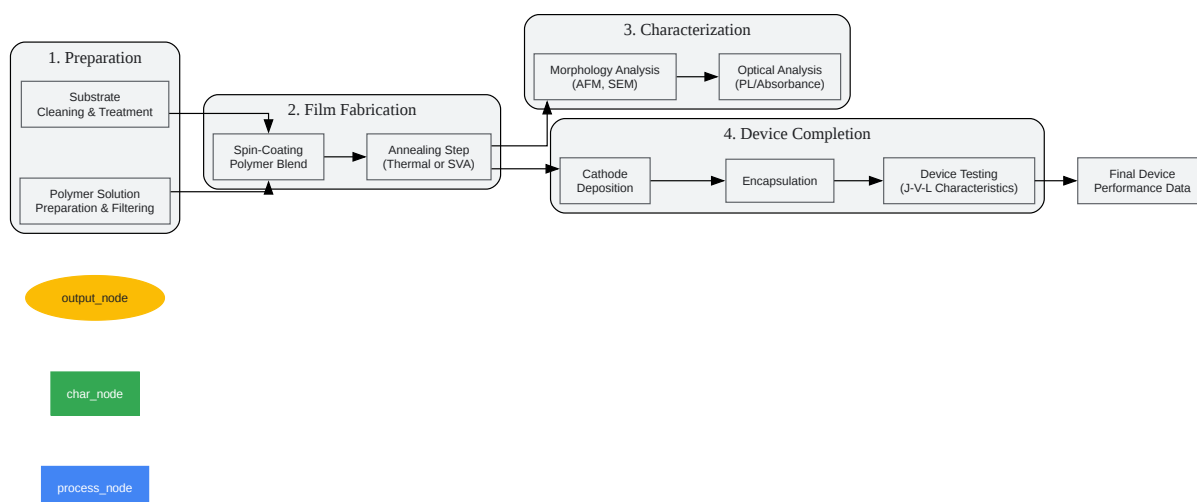 1. Preparation
Substrate
Cleaning & Treatment
Polymer Solution
Preparation & Filtering
2. Film Fabrication
Spin-Coating
Polymer Blend
Annealing Step
(Thermal or SVA)
3. Characterization
Morphology Analysis
(AFM, SEM)
Optical Analysis
(PL/Absorbance)
4. Device Completion
Cathode
Deposition
Encapsulation
Device Testing
(J-V-L Characteristics)
Final Device
Performance Data
output_node
char_node
process_node